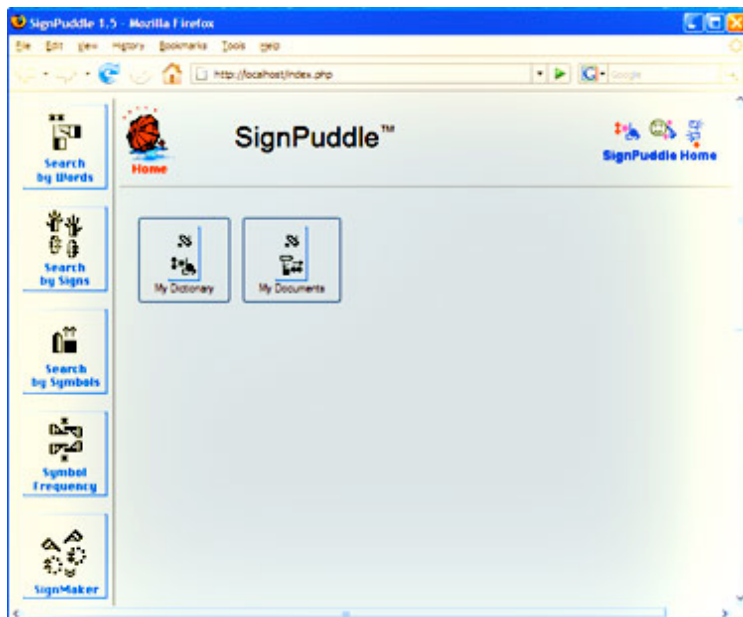 SignPuddle 1.5 - Mozilla Firefox
File Edit View History Bookmarks Tools Help
http://localhost/index.php
Google
Search
by Words
Home
SignPuddle™
SignPuddle Home
Search
by Signs
My Dictionary
My Documents
Search
by Symbols
Symbol
Frequency
SignMaker